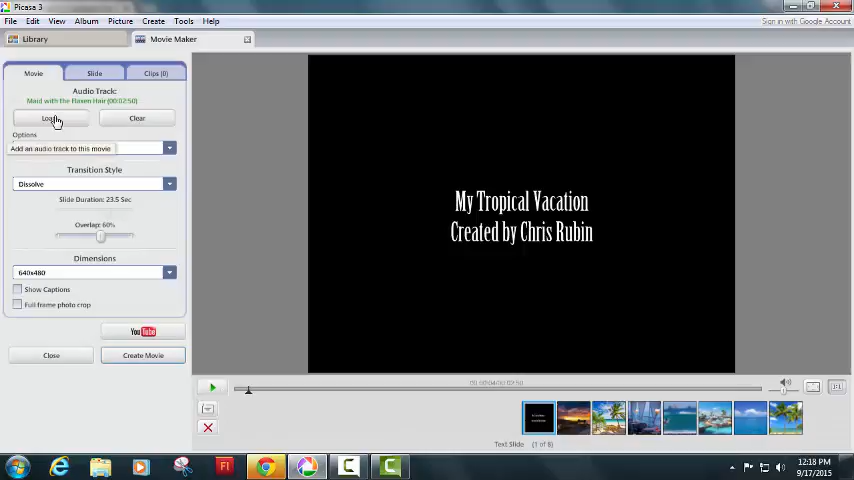 Picasa 3
File Edit View Album Picture Create Tools Help
Sign in with Google Account
Library Movie Maker
Movie Slide Clips (0)
Audio Track:
Maid with the Flaxen Hair (00:02:50)
Clear
Options
Add an audio track to this movie
Transition Style
Dissolve
Slide Duration: 23.5 Sec
Overlap: 60%
Dimensions
640x480
Show Captions
Full frame photo crop
YouTube
Close Create Movie
My Tropical Vacation
Created by Chris Rubin
1:1
Text Slide (1 of 8)
12:18 PM
9/17/2015